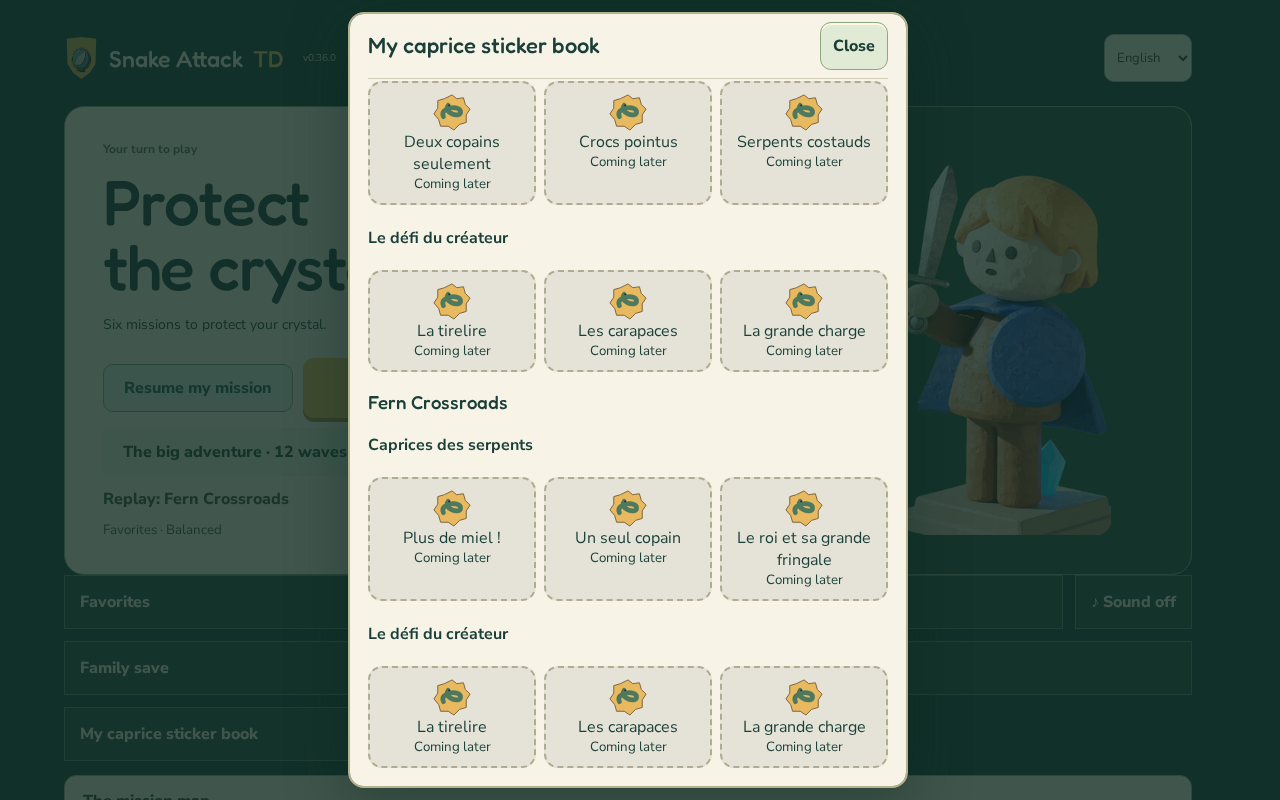 Snake Attack TD v0.36.0
English
My caprice sticker book
Close
Your turn to play
Protect
the cryst
Six missions to protect your crystal.
Resume my mission
The big adventure · 12 waves
Replay: Fern Crossroads
Favorites · Balanced
Deux copains seulement
Coming later
Crocs pointus
Coming later
Serpents costauds
Coming later
Le défi du créateur
La tirelire
Coming later
Les carapaces
Coming later
La grande charge
Coming later
Fern Crossroads
Caprices des serpents
Plus de miel !
Coming later
Un seul copain
Coming later
Le roi et sa grande fringale
Coming later
Le défi du créateur
La tirelire
Coming later
Les carapaces
Coming later
La grande charge
Coming later
Favorites
♪ Sound off
Family save
My caprice sticker book
The mission map